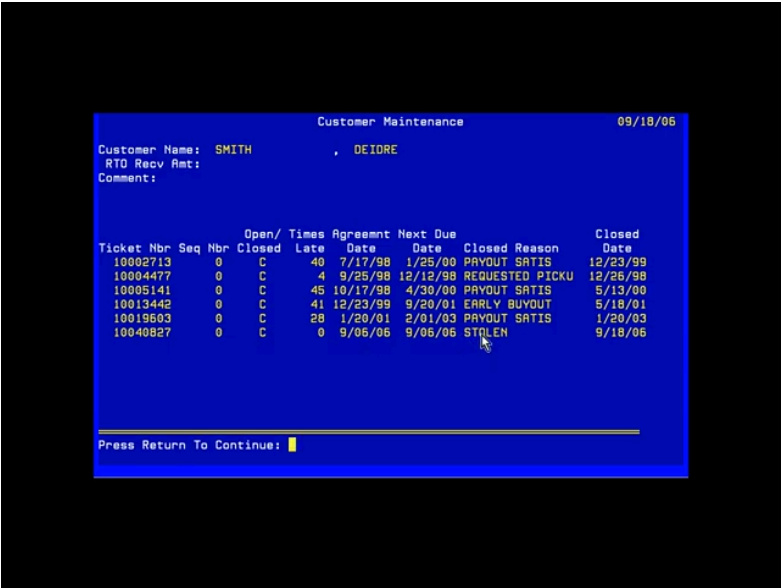 Customer Maintenance 09/18/06
Customer Name: SMITH , DEIDRE
RTO Recv Amt:
Comment:
Open/ Times Agreemnt Next Due Closed
Ticket Nbr Seq Nbr Closed Late Date Date Closed Reason Date
10002713 0 C 40 7/17/98 1/25/00 PAYOUT SATIS 12/23/99
10004477 0 C 4 9/25/98 12/12/98 REQUESTED PICKU 12/26/98
10005141 0 C 45 10/17/98 4/30/00 PAYOUT SATIS 5/13/00
10013442 0 C 41 12/23/99 9/20/01 EARLY BUYOUT 5/18/01
10019603 0 C 28 1/20/01 2/01/03 PAYOUT SATIS 1/20/03
10040827 0 C 0 9/06/06 9/06/06 STOLEN 9/18/06
Press Return To Continue: